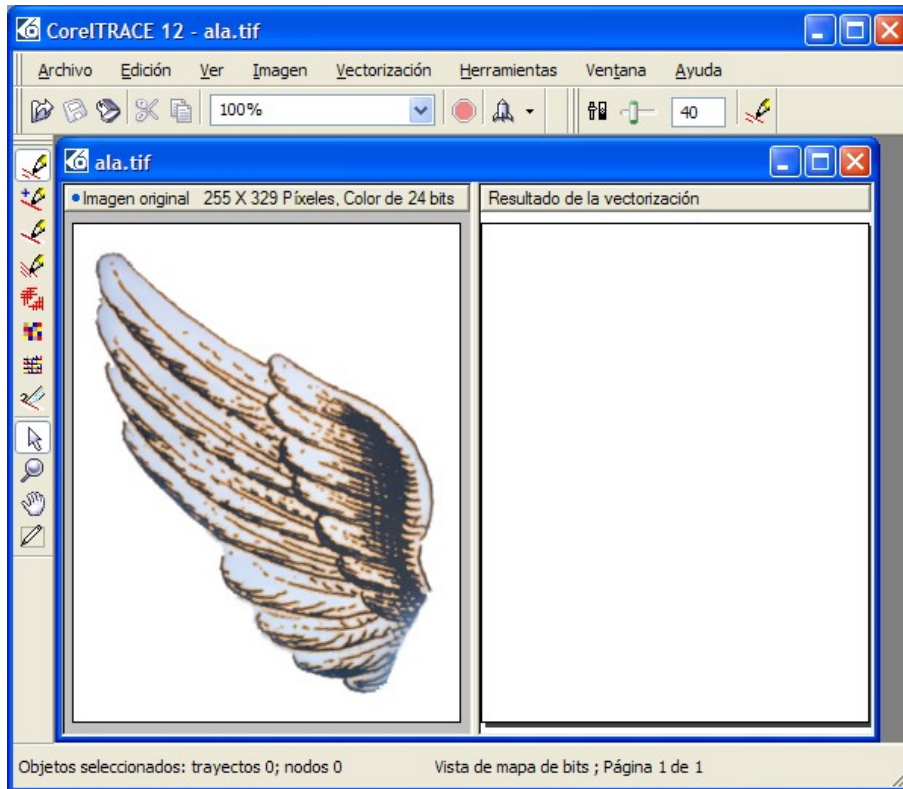 CorelTRACE 12 - ala.tif
Archivo Edición Ver Imagen Vectorización Herramientas Ventana Ayuda
100% 40
ala.tif
Imagen original 255 X 329 Píxeles, Color de 24 bits Resultado de la vectorización
Objetos seleccionados: trayectos 0; nodos 0 Vista de mapa de bits ; Página 1 de 1